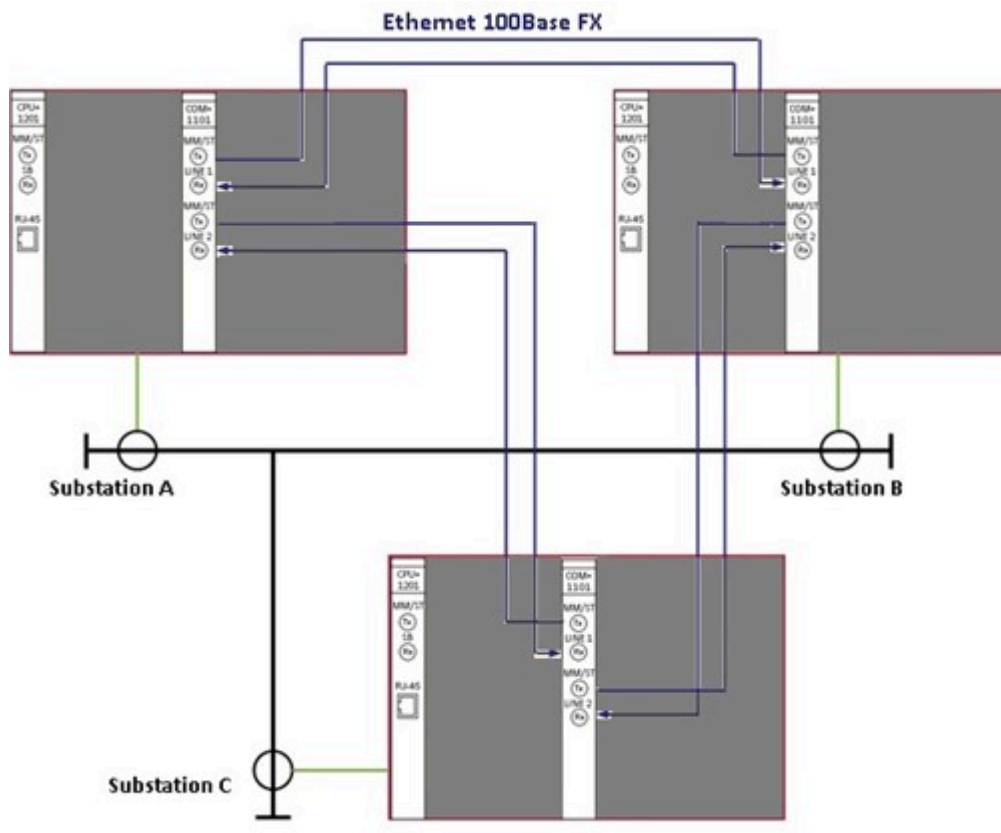 Ethernet 100Base FX
CPU+
1201
MM/ST
Tx
SB
Rx
RJ-45
COM+
1101
MM/ST
Tx
LINE 1
Rx
MM/ST
Tx
LINE 2
Rx
CPU+
1201
MM/ST
Tx
SB
Rx
RJ-45
COM+
1101
MM/ST
Tx
LINE 1
Rx
MM/ST
Tx
LINE 2
Rx
Substation A
Substation B
CPU+
1201
MM/ST
Tx
SB
Rx
RJ-45
COM+
1101
MM/ST
Tx
LINE 1
Rx
MM/ST
Tx
LINE 2
Rx
Substation C